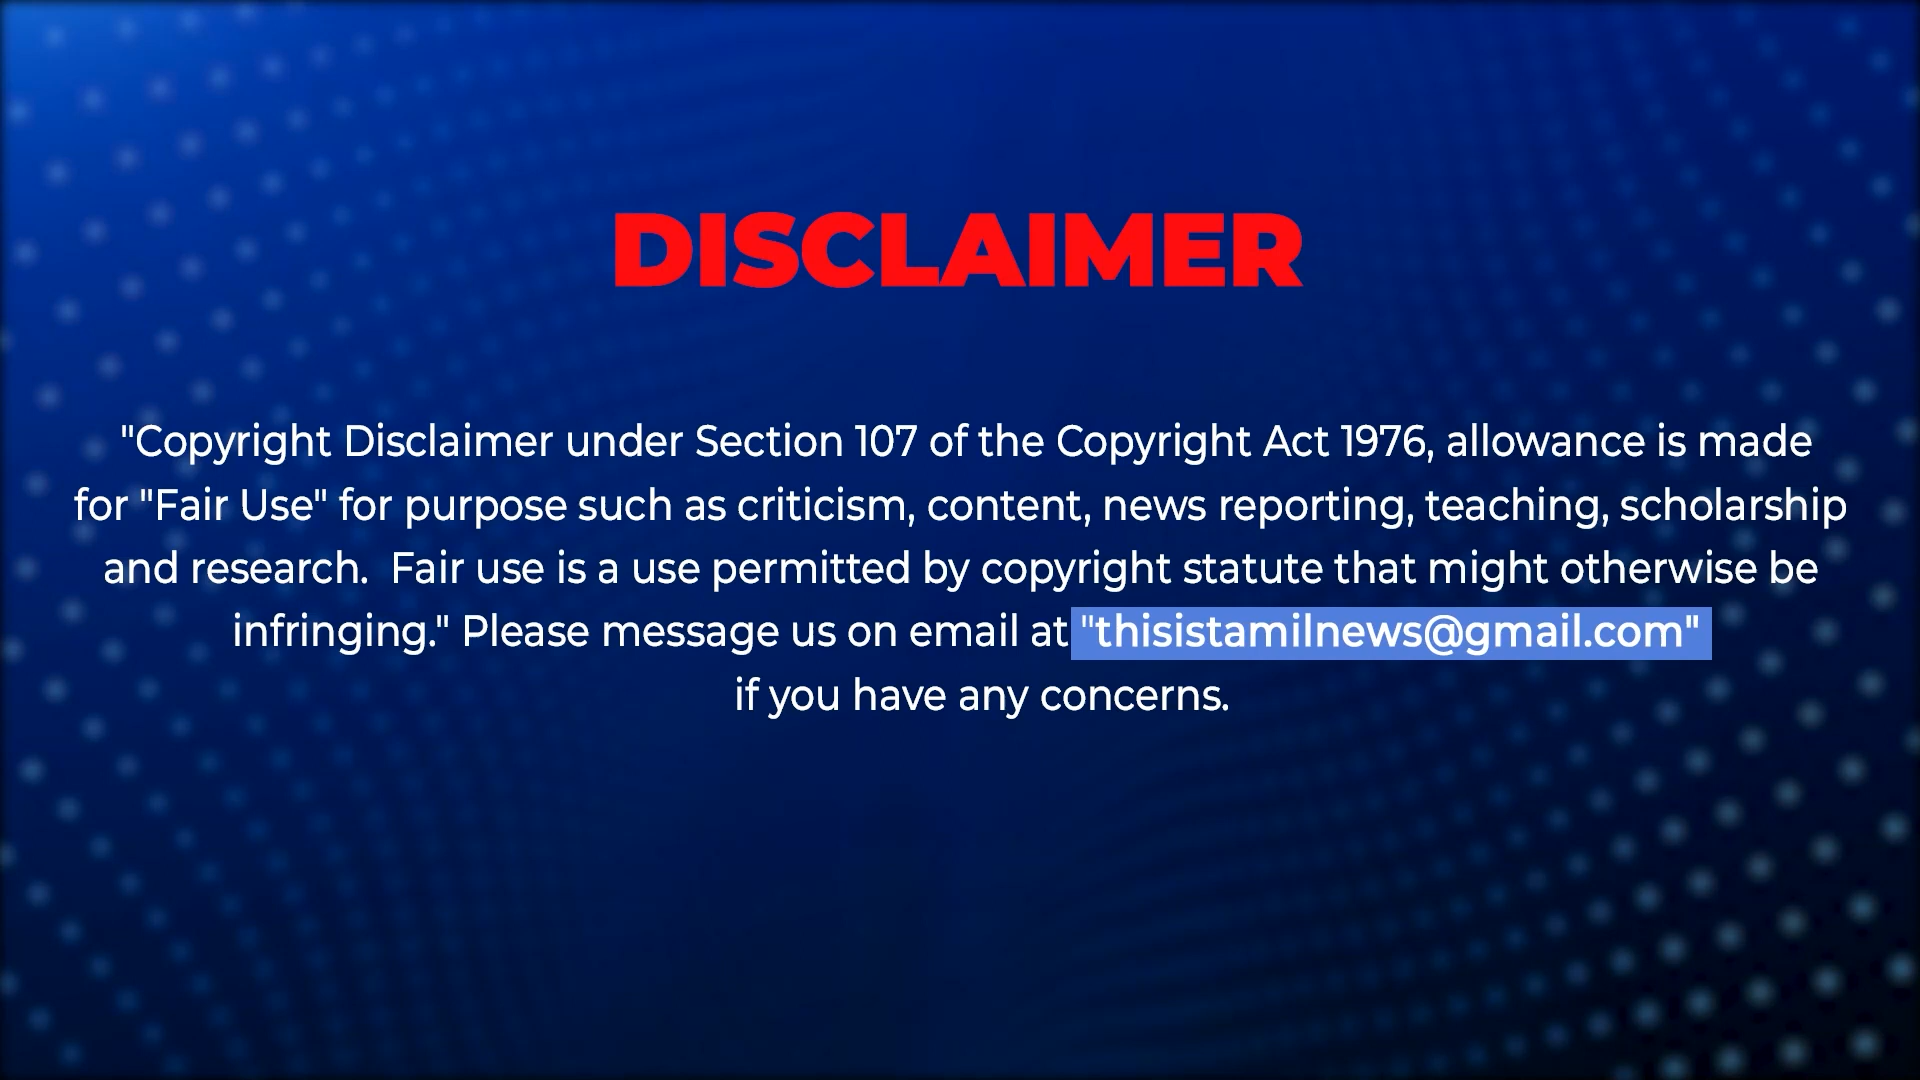 DISCLAIMER
"Copyright Disclaimer under Section 107 of the Copyright Act 1976, allowance is made
for "Fair Use" for purpose such as criticism, content, news reporting, teaching, scholarship
and research.  Fair use is a use permitted by copyright statute that might otherwise be
infringing." Please message us on email at "thisistamilnews@gmail.com"
if you have any concerns.